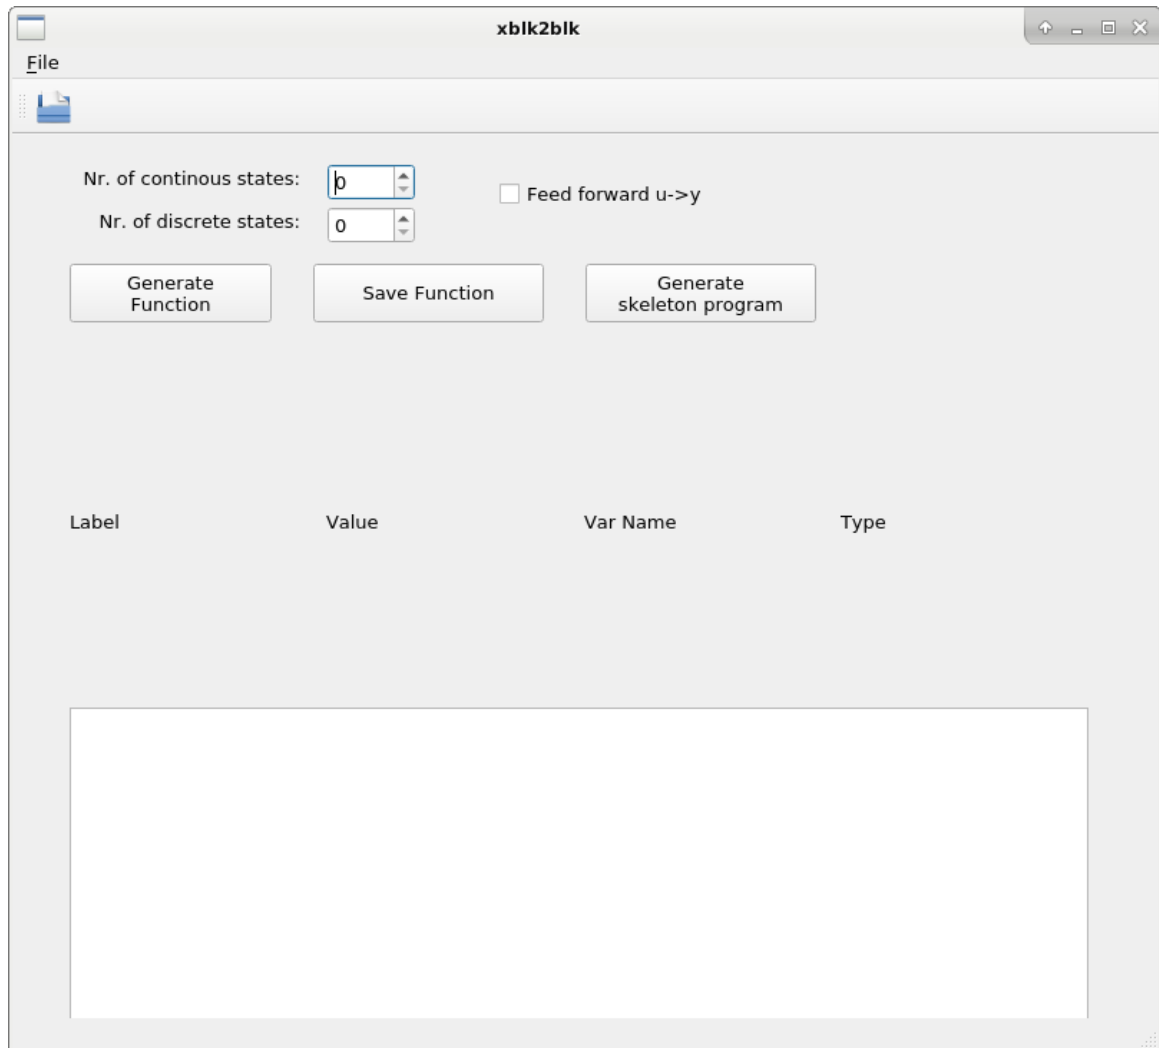 xblk2blk
File
Nr. of continous states: 0
Feed forward u->y
Nr. of discrete states: 0
Generate
Function
Save Function
Generate
skeleton program
Label Value Var Name Type